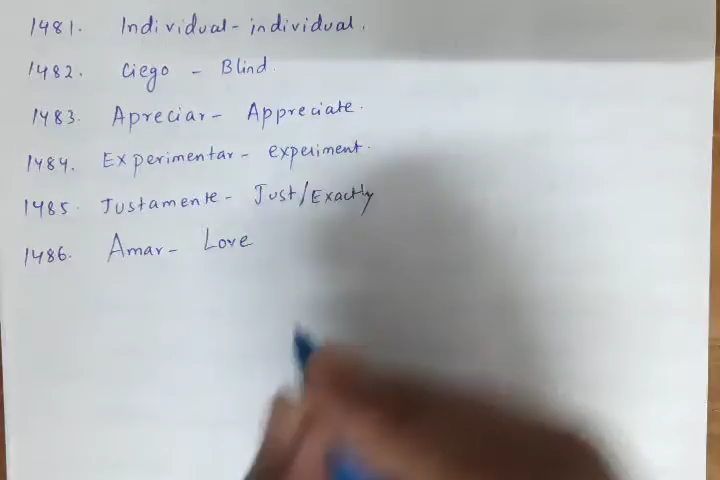 1481. Individual - individual.
1482. Ciego - Blind.
1483. Apreciar - Appreciate.
1484. Experimentar - experiment.
1485. Justamente - Just/Exactly
1486. Amar - Love